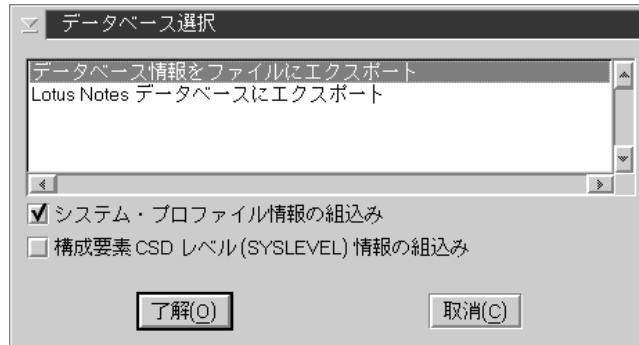 データベース選択
データベース情報をファイルにエクスポート
Lotus Notes データベースにエクスポート
システム・プロファイル情報の組込み
構成要素 CSD レベル (SYSLEVEL) 情報の組込み
了解(O) 取消(C)